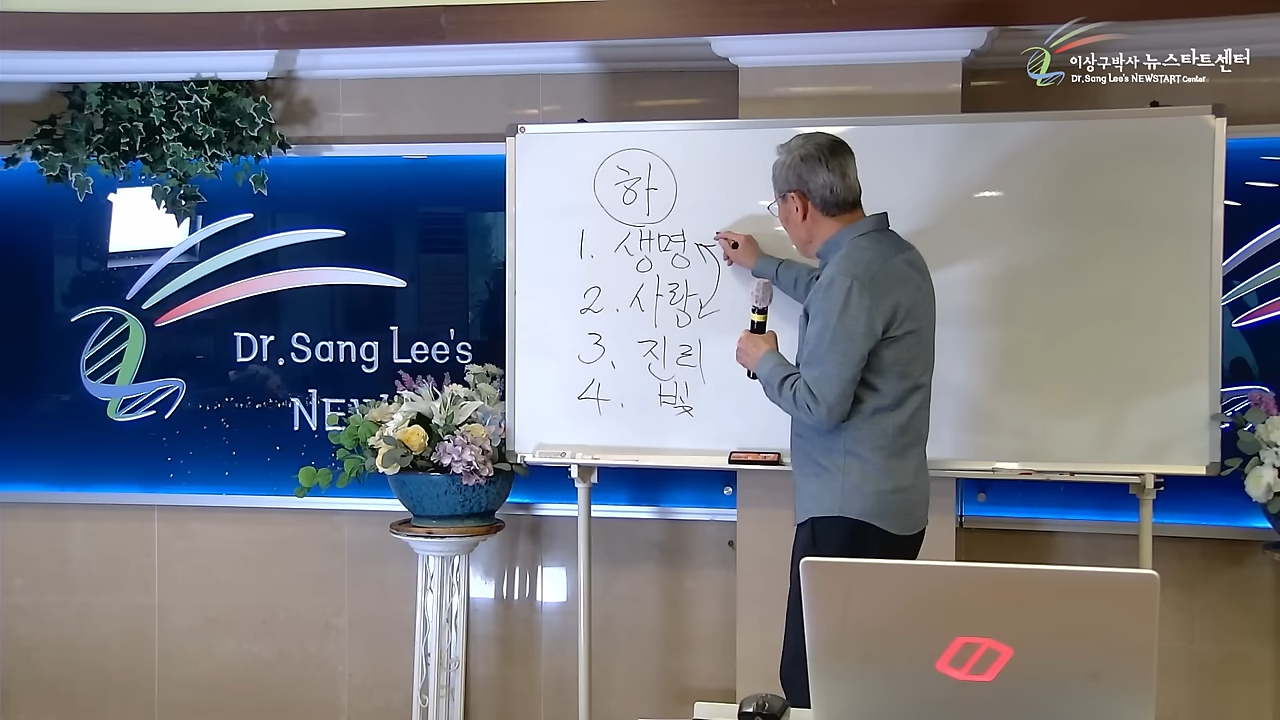 이상구박사 뉴스타트센터
Dr.Sang Lee's NEWSTART Center
하
1. 생명
2. 사랑
3. 진리
4. 빛
Dr.Sang Lee's